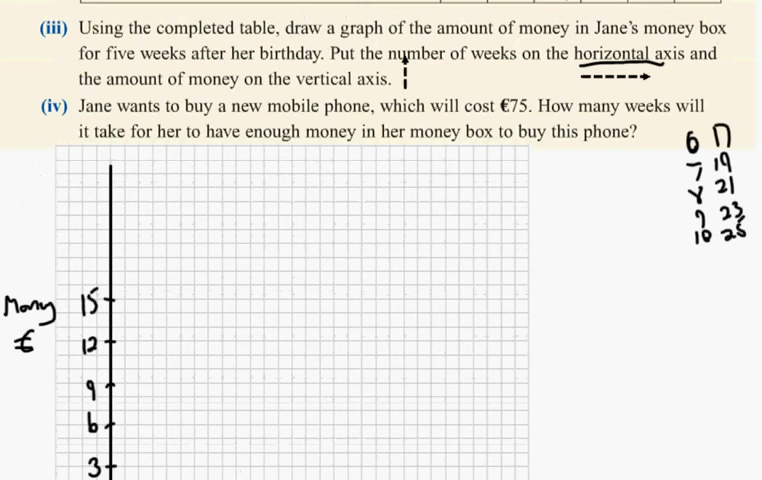 (iii) Using the completed table, draw a graph of the amount of money in Jane's money box
for five weeks after her birthday. Put the number of weeks on the horizontal axis and
the amount of money on the vertical axis.
(iv) Jane wants to buy a new mobile phone, which will cost €75. How many weeks will
it take for her to have enough money in her money box to buy this phone?
6 17
7 19
8 21
9 23
10 25
Money
€
15
12
9
6
3